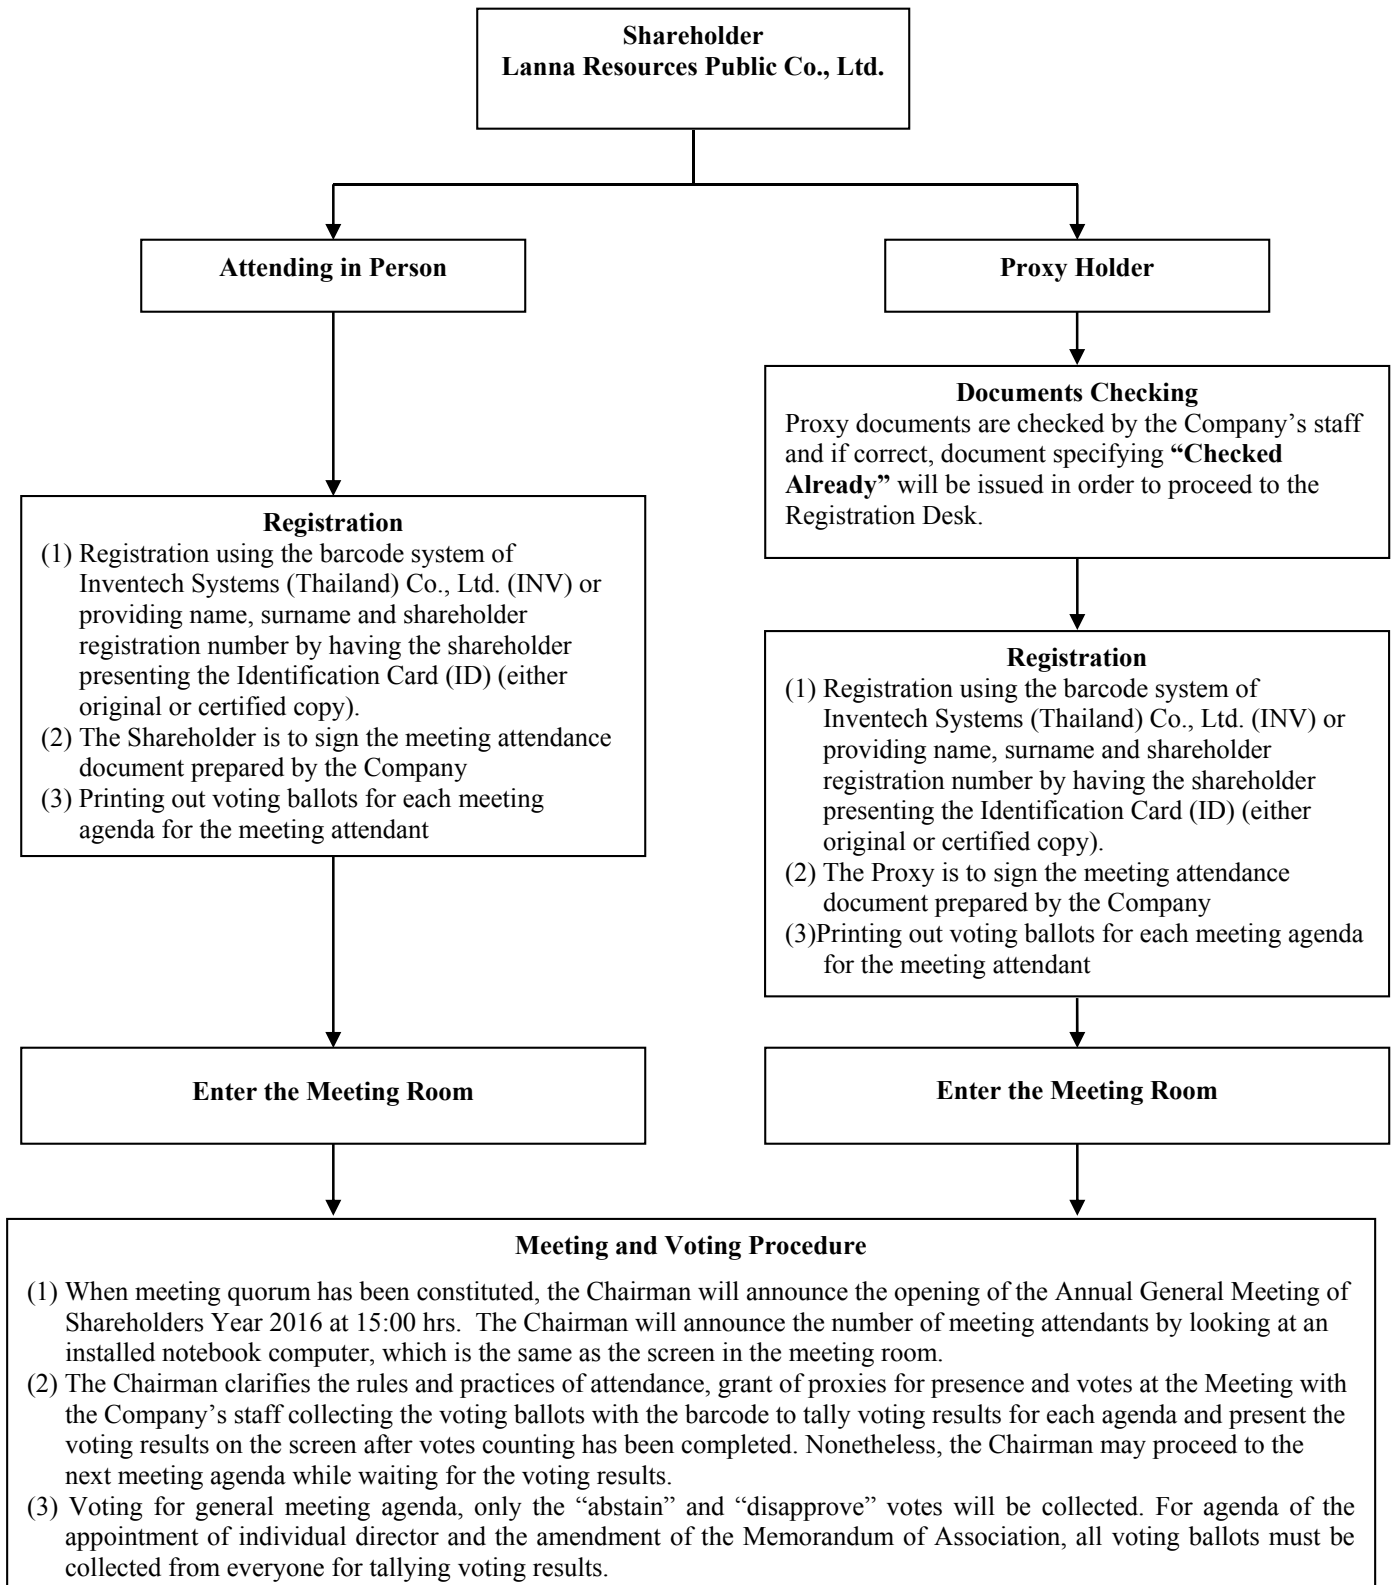 Shareholder
Lanna Resources Public Co., Ltd.
Attending in Person
Registration
(1) Registration using the barcode system of
Inventech Systems (Thailand) Co., Ltd. (INV) or
providing name, surname and shareholder
registration number by having the shareholder
presenting the Identification Card (ID) (either
original or certified copy).
(2) The Shareholder is to sign the meeting attendance
document prepared by the Company
(3) Printing out voting ballots for each meeting
agenda for the meeting attendant
Enter the Meeting Room
Proxy Holder
Documents Checking
Proxy documents are checked by the Company’s staff
and if correct, document specifying “Checked
Already” will be issued in order to proceed to the
Registration Desk.
Registration
(1) Registration using the barcode system of
Inventech Systems (Thailand) Co., Ltd. (INV) or
providing name, surname and shareholder
registration number by having the shareholder
presenting the Identification Card (ID) (either
original or certified copy).
(2) The Proxy is to sign the meeting attendance
document prepared by the Company
(3)Printing out voting ballots for each meeting agenda
for the meeting attendant
Enter the Meeting Room
Meeting and Voting Procedure
(1) When meeting quorum has been constituted, the Chairman will announce the opening of the Annual General Meeting of
Shareholders Year 2016 at 15:00 hrs. The Chairman will announce the number of meeting attendants by looking at an
installed notebook computer, which is the same as the screen in the meeting room.
(2) The Chairman clarifies the rules and practices of attendance, grant of proxies for presence and votes at the Meeting with
the Company’s staff collecting the voting ballots with the barcode to tally voting results for each agenda and present the
voting results on the screen after votes counting has been completed. Nonetheless, the Chairman may proceed to the
next meeting agenda while waiting for the voting results.
(3) Voting for general meeting agenda, only the “abstain” and “disapprove” votes will be collected. For agenda of the
appointment of individual director and the amendment of the Memorandum of Association, all voting ballots must be
collected from everyone for tallying voting results.